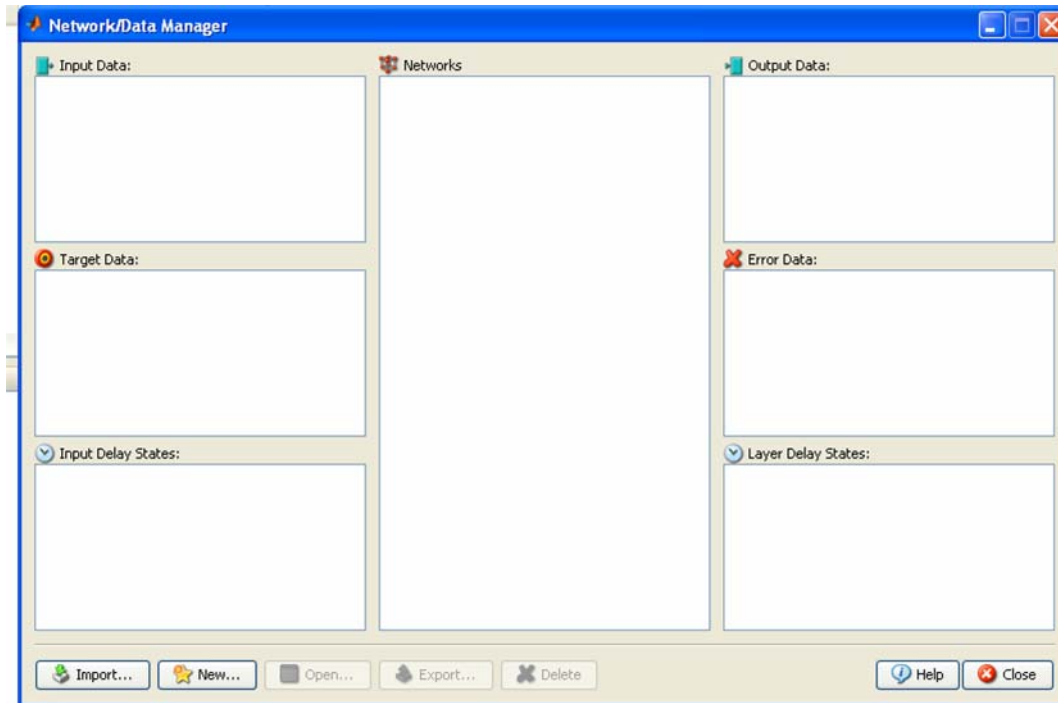 Network/Data Manager
Input Data:
Networks
Output Data:
Target Data:
Error Data:
Input Delay States:
Layer Delay States:
Import...
New...
Open...
Export...
Delete
Help
Close